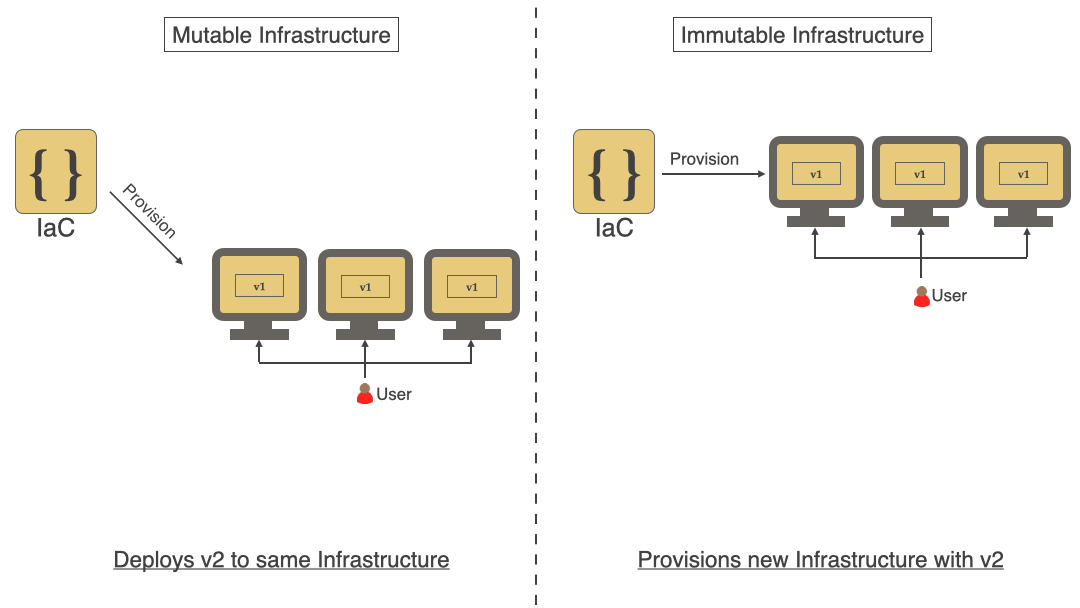 Mutable Infrastructure
{ }
IaC
Provision
v1
v1
v1
User
Deploys v2 to same Infrastructure
Immutable Infrastructure
{ }
IaC
Provision
v1
v1
v1
User
Provisions new Infrastructure with v2